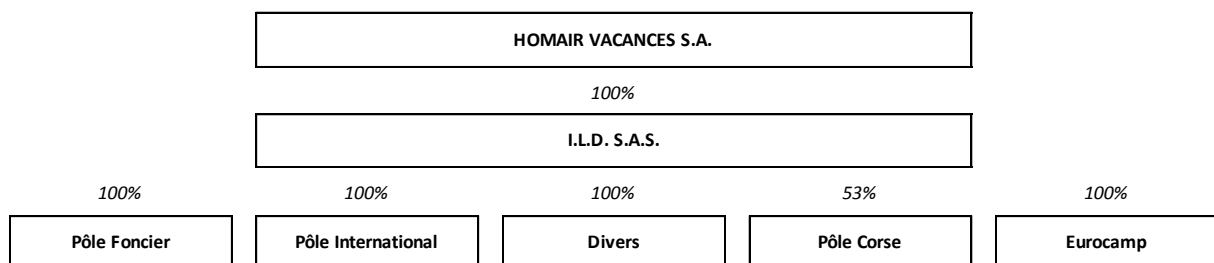 HOMAIR VACANCES S.A.
100%
I.L.D. S.A.S.
100% 100% 100% 53% 100%
Pôle Foncier Pôle International Divers Pôle Corse Eurocamp